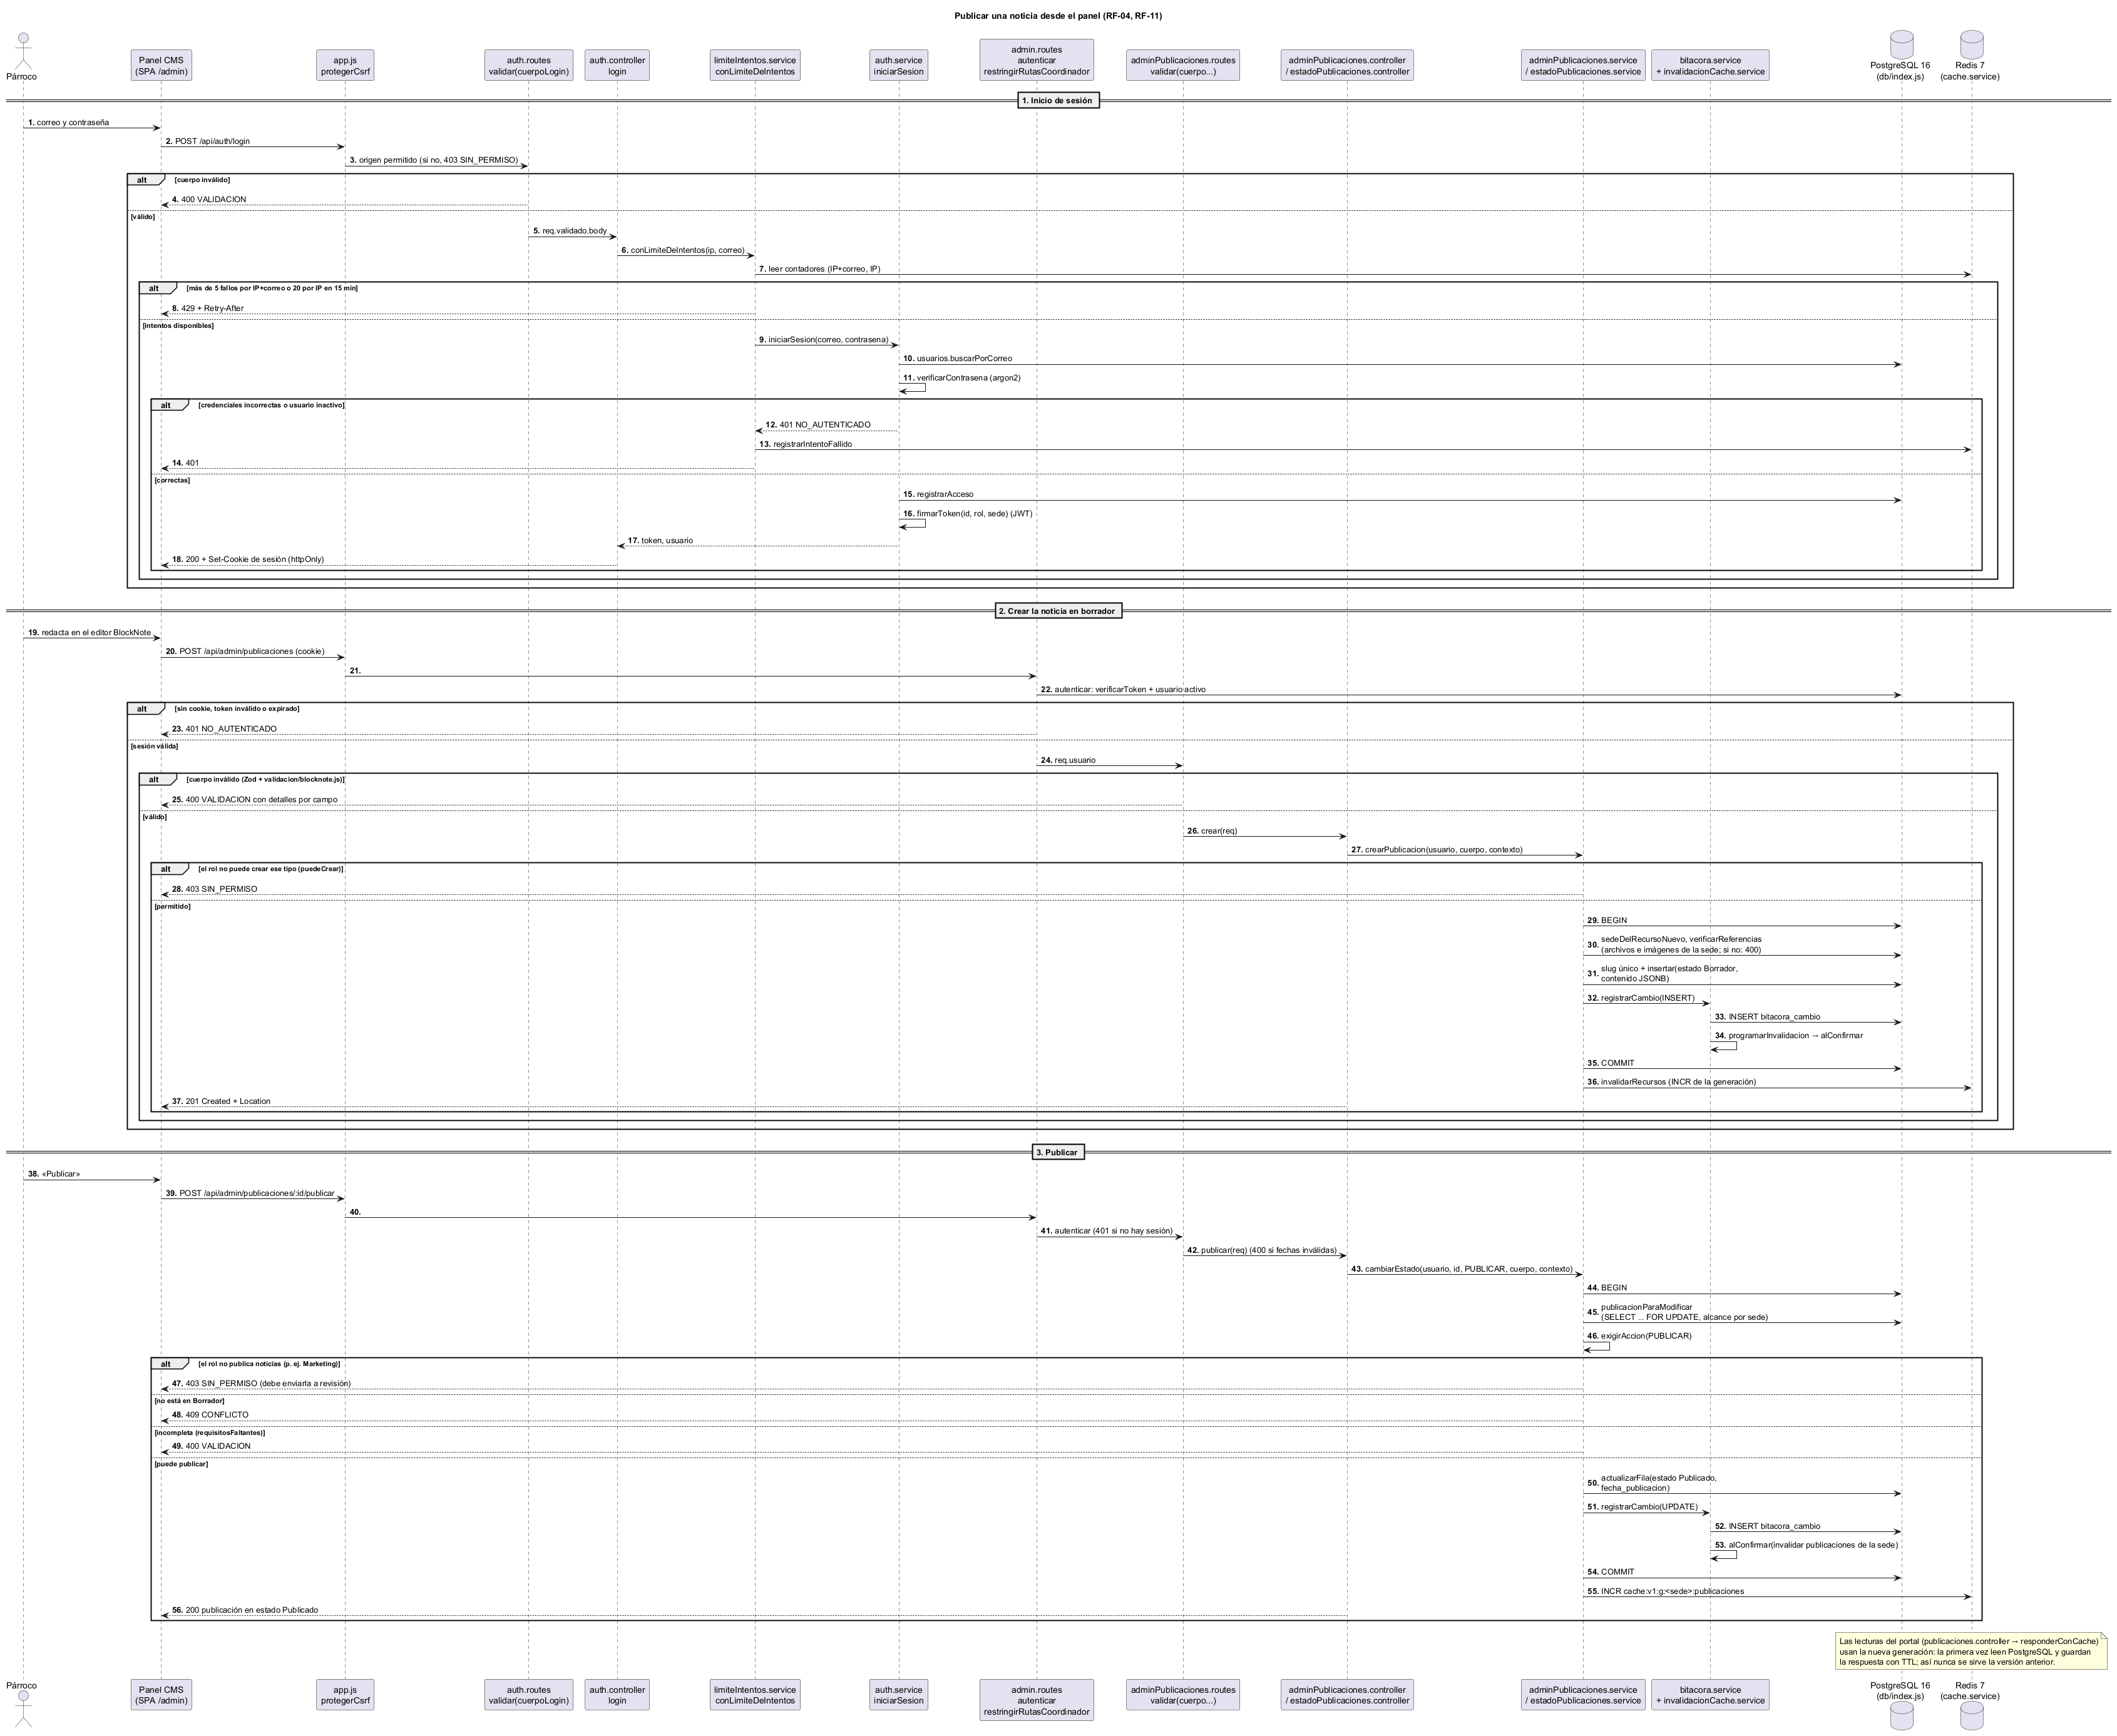 Publicar una noticia desde el panel (RF-04, RF-11)
Párroco
Panel CMS
(SPA /admin)
app.js
protegerCsrf
auth.routes
validar(cuerpoLogin)
auth.controller
login
limiteIntentos.service
conLimiteDeIntentos
auth.service
iniciarSesion
admin.routes
autenticar
restringirRutasCoordinador
adminPublicaciones.routes
validar(cuerpo...)
adminPublicaciones.controller
/ estadoPublicaciones.controller
adminPublicaciones.service
/ estadoPublicaciones.service
bitacora.service
+ invalidacionCache.service
PostgreSQL 16
(db/index.js)
Redis 7
(cache.service)
1. Inicio de sesión
1. correo y contraseña
2. POST /api/auth/login
3. origen permitido (si no, 403 SIN_PERMISO)
alt [cuerpo inválido]
4. 400 VALIDACION
[válido]
5. req.validado.body
6. conLimiteDeIntentos(ip, correo)
7. leer contadores (IP+correo, IP)
alt [más de 5 fallos por IP+correo o 20 por IP en 15 min]
8. 429 + Retry-After
[intentos disponibles]
9. iniciarSesion(correo, contrasena)
10. usuarios.buscarPorCorreo
11. verificarContrasena (argon2)
alt [credenciales incorrectas o usuario inactivo]
12. 401 NO_AUTENTICADO
13. registrarIntentoFallido
14. 401
[correctas]
15. registrarAcceso
16. firmarToken(id, rol, sede) (JWT)
17. token, usuario
18. 200 + Set-Cookie de sesión (httpOnly)
2. Crear la noticia en borrador
19. redacta en el editor BlockNote
20. POST /api/admin/publicaciones (cookie)
21.
22. autenticar: verificarToken + usuario activo
alt [sin cookie, token inválido o expirado]
23. 401 NO_AUTENTICADO
[sesión válida]
24. req.usuario
alt [cuerpo inválido (Zod + validacion/blocknote.js)]
25. 400 VALIDACION con detalles por campo
[válido]
26. crear(req)
27. crearPublicacion(usuario, cuerpo, contexto)
alt [el rol no puede crear ese tipo (puedeCrear)]
28. 403 SIN_PERMISO
[permitido]
29. BEGIN
30. sedeDelRecursoNuevo, verificarReferencias
(archivos e imágenes de la sede; si no: 400)
31. slug único + insertar(estado Borrador,
contenido JSONB)
32. registrarCambio(INSERT)
33. INSERT bitacora_cambio
34. programarInvalidacion → alConfirmar
35. COMMIT
36. invalidarRecursos (INCR de la generación)
37. 201 Created + Location
3. Publicar
38. «Publicar»
39. POST /api/admin/publicaciones/:id/publicar
40.
41. autenticar (401 si no hay sesión)
42. publicar(req) (400 si fechas inválidas)
43. cambiarEstado(usuario, id, PUBLICAR, cuerpo, contexto)
44. BEGIN
45. publicacionParaModificar
(SELECT ... FOR UPDATE, alcance por sede)
46. exigirAccion(PUBLICAR)
alt [el rol no publica noticias (p. ej. Marketing)]
47. 403 SIN_PERMISO (debe enviarla a revisión)
[no está en Borrador]
48. 409 CONFLICTO
[incompleta (requisitosFaltantes)]
49. 400 VALIDACION
[puede publicar]
50. actualizarFila(estado Publicado,
fecha_publicacion)
51. registrarCambio(UPDATE)
52. INSERT bitacora_cambio
53. alConfirmar(invalidar publicaciones de la sede)
54. COMMIT
55. INCR cache:v1:g:<sede>:publicaciones
56. 200 publicación en estado Publicado
Las lecturas del portal (publicaciones.controller → responderConCache)
usan la nueva generación: la primera vez leen PostgreSQL y guardan
la respuesta con TTL; así nunca se sirve la versión anterior.
Párroco
Panel CMS
(SPA /admin)
app.js
protegerCsrf
auth.routes
validar(cuerpoLogin)
auth.controller
login
limiteIntentos.service
conLimiteDeIntentos
auth.service
iniciarSesion
admin.routes
autenticar
restringirRutasCoordinador
adminPublicaciones.routes
validar(cuerpo...)
adminPublicaciones.controller
/ estadoPublicaciones.controller
adminPublicaciones.service
/ estadoPublicaciones.service
bitacora.service
+ invalidacionCache.service
PostgreSQL 16
(db/index.js)
Redis 7
(cache.service)